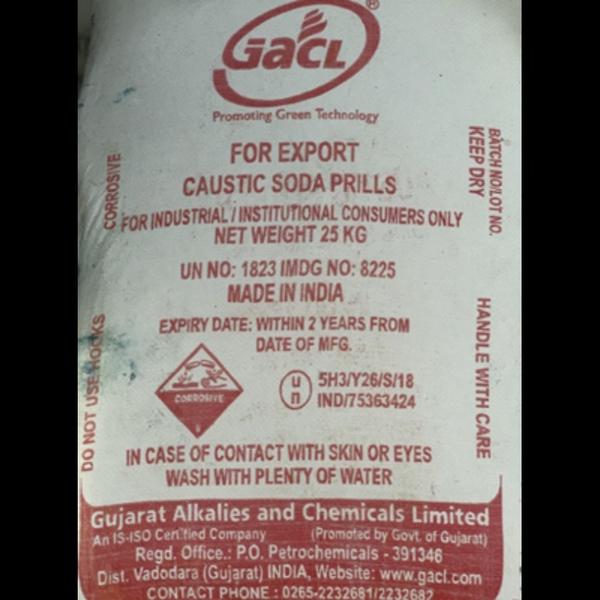 GACL®
Promoting Green Technology
FOR EXPORT
CAUSTIC SODA PRILLS
FOR INDUSTRIAL / INSTITUTIONAL CONSUMERS ONLY
NET WEIGHT 25 KG
UN NO: 1823 IMDG NO: 8225
MADE IN INDIA
EXPIRY DATE: WITHIN 2 YEARS FROM
DATE OF MFG.
CORROSIVE
8
u
n
5H3/Y26/S/18
IND/75363424
IN CASE OF CONTACT WITH SKIN OR EYES
WASH WITH PLENTY OF WATER
CORROSIVE
DO NOT USE HOOKS
BATCH NO/LOT NO.
KEEP DRY
HANDLE WITH CARE
Gujarat Alkalies and Chemicals Limited
An IS-ISO Certified Company (Promoted by Govt. of Gujarat)
Regd. Office.: P.O. Petrochemicals - 391346
Dist. Vadodara (Gujarat) INDIA, Website: www.gacl.com
CONTACT PHONE : 0265-2232681/2232682